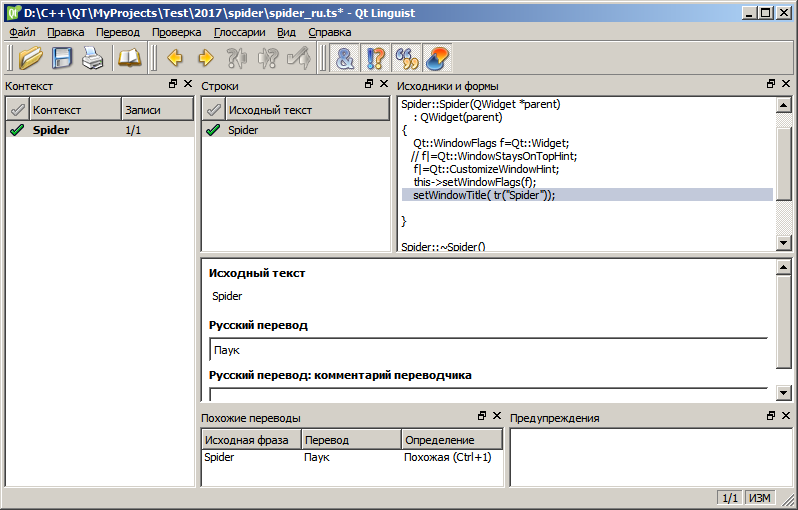 D:\C++\QT\MyProjects\Test\2017\spider\spider_ru.ts* - Qt Linguist
Файл Правка Перевод Проверка Глоссарии Вид Справка
Контекст
Контекст Записи
Spider 1/1
Строки
Исходный текст
Spider
Исходники и формы
Spider::Spider(QWidget *parent)
: QWidget(parent)
{
Qt::WindowFlags f=Qt::Widget;
// f|=Qt::WindowStaysOnTopHint;
f|=Qt::CustomizeWindowHint;
this->setWindowFlags(f);
setWindowTitle( tr("Spider"));
}
Spider::~Spider()
Исходный текст
Spider
Русский перевод
Паук
Русский перевод: комментарий переводчика
Похожие переводы
Исходная фраза Перевод Определение
Spider Паук Похожая (Ctrl+1)
Предупреждения
1/1 ИЗМ